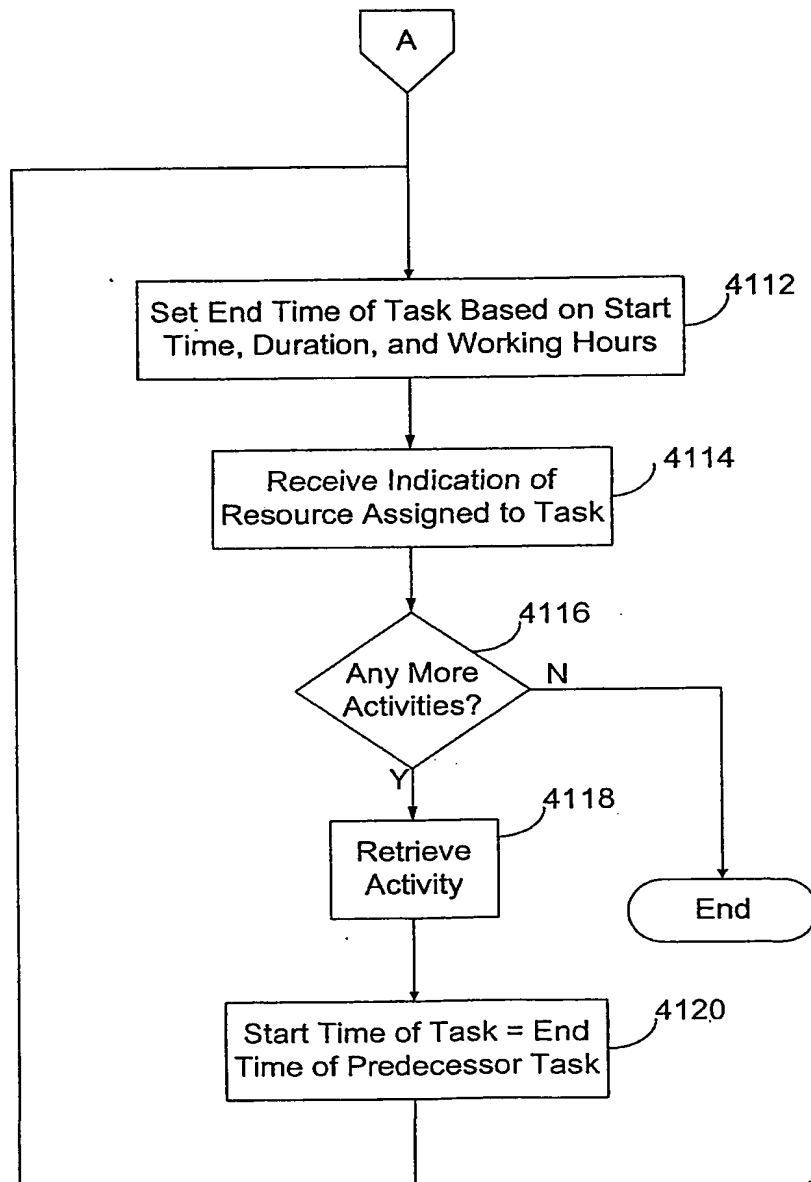 A
4112
Set End Time of Task Based on Start
Time, Duration, and Working Hours
4114
Receive Indication of
Resource Assigned to Task
4116
Any More
Activities?
N
Y
4118
Retrieve
Activity
End
4120
Start Time of Task = End
Time of Predecessor Task